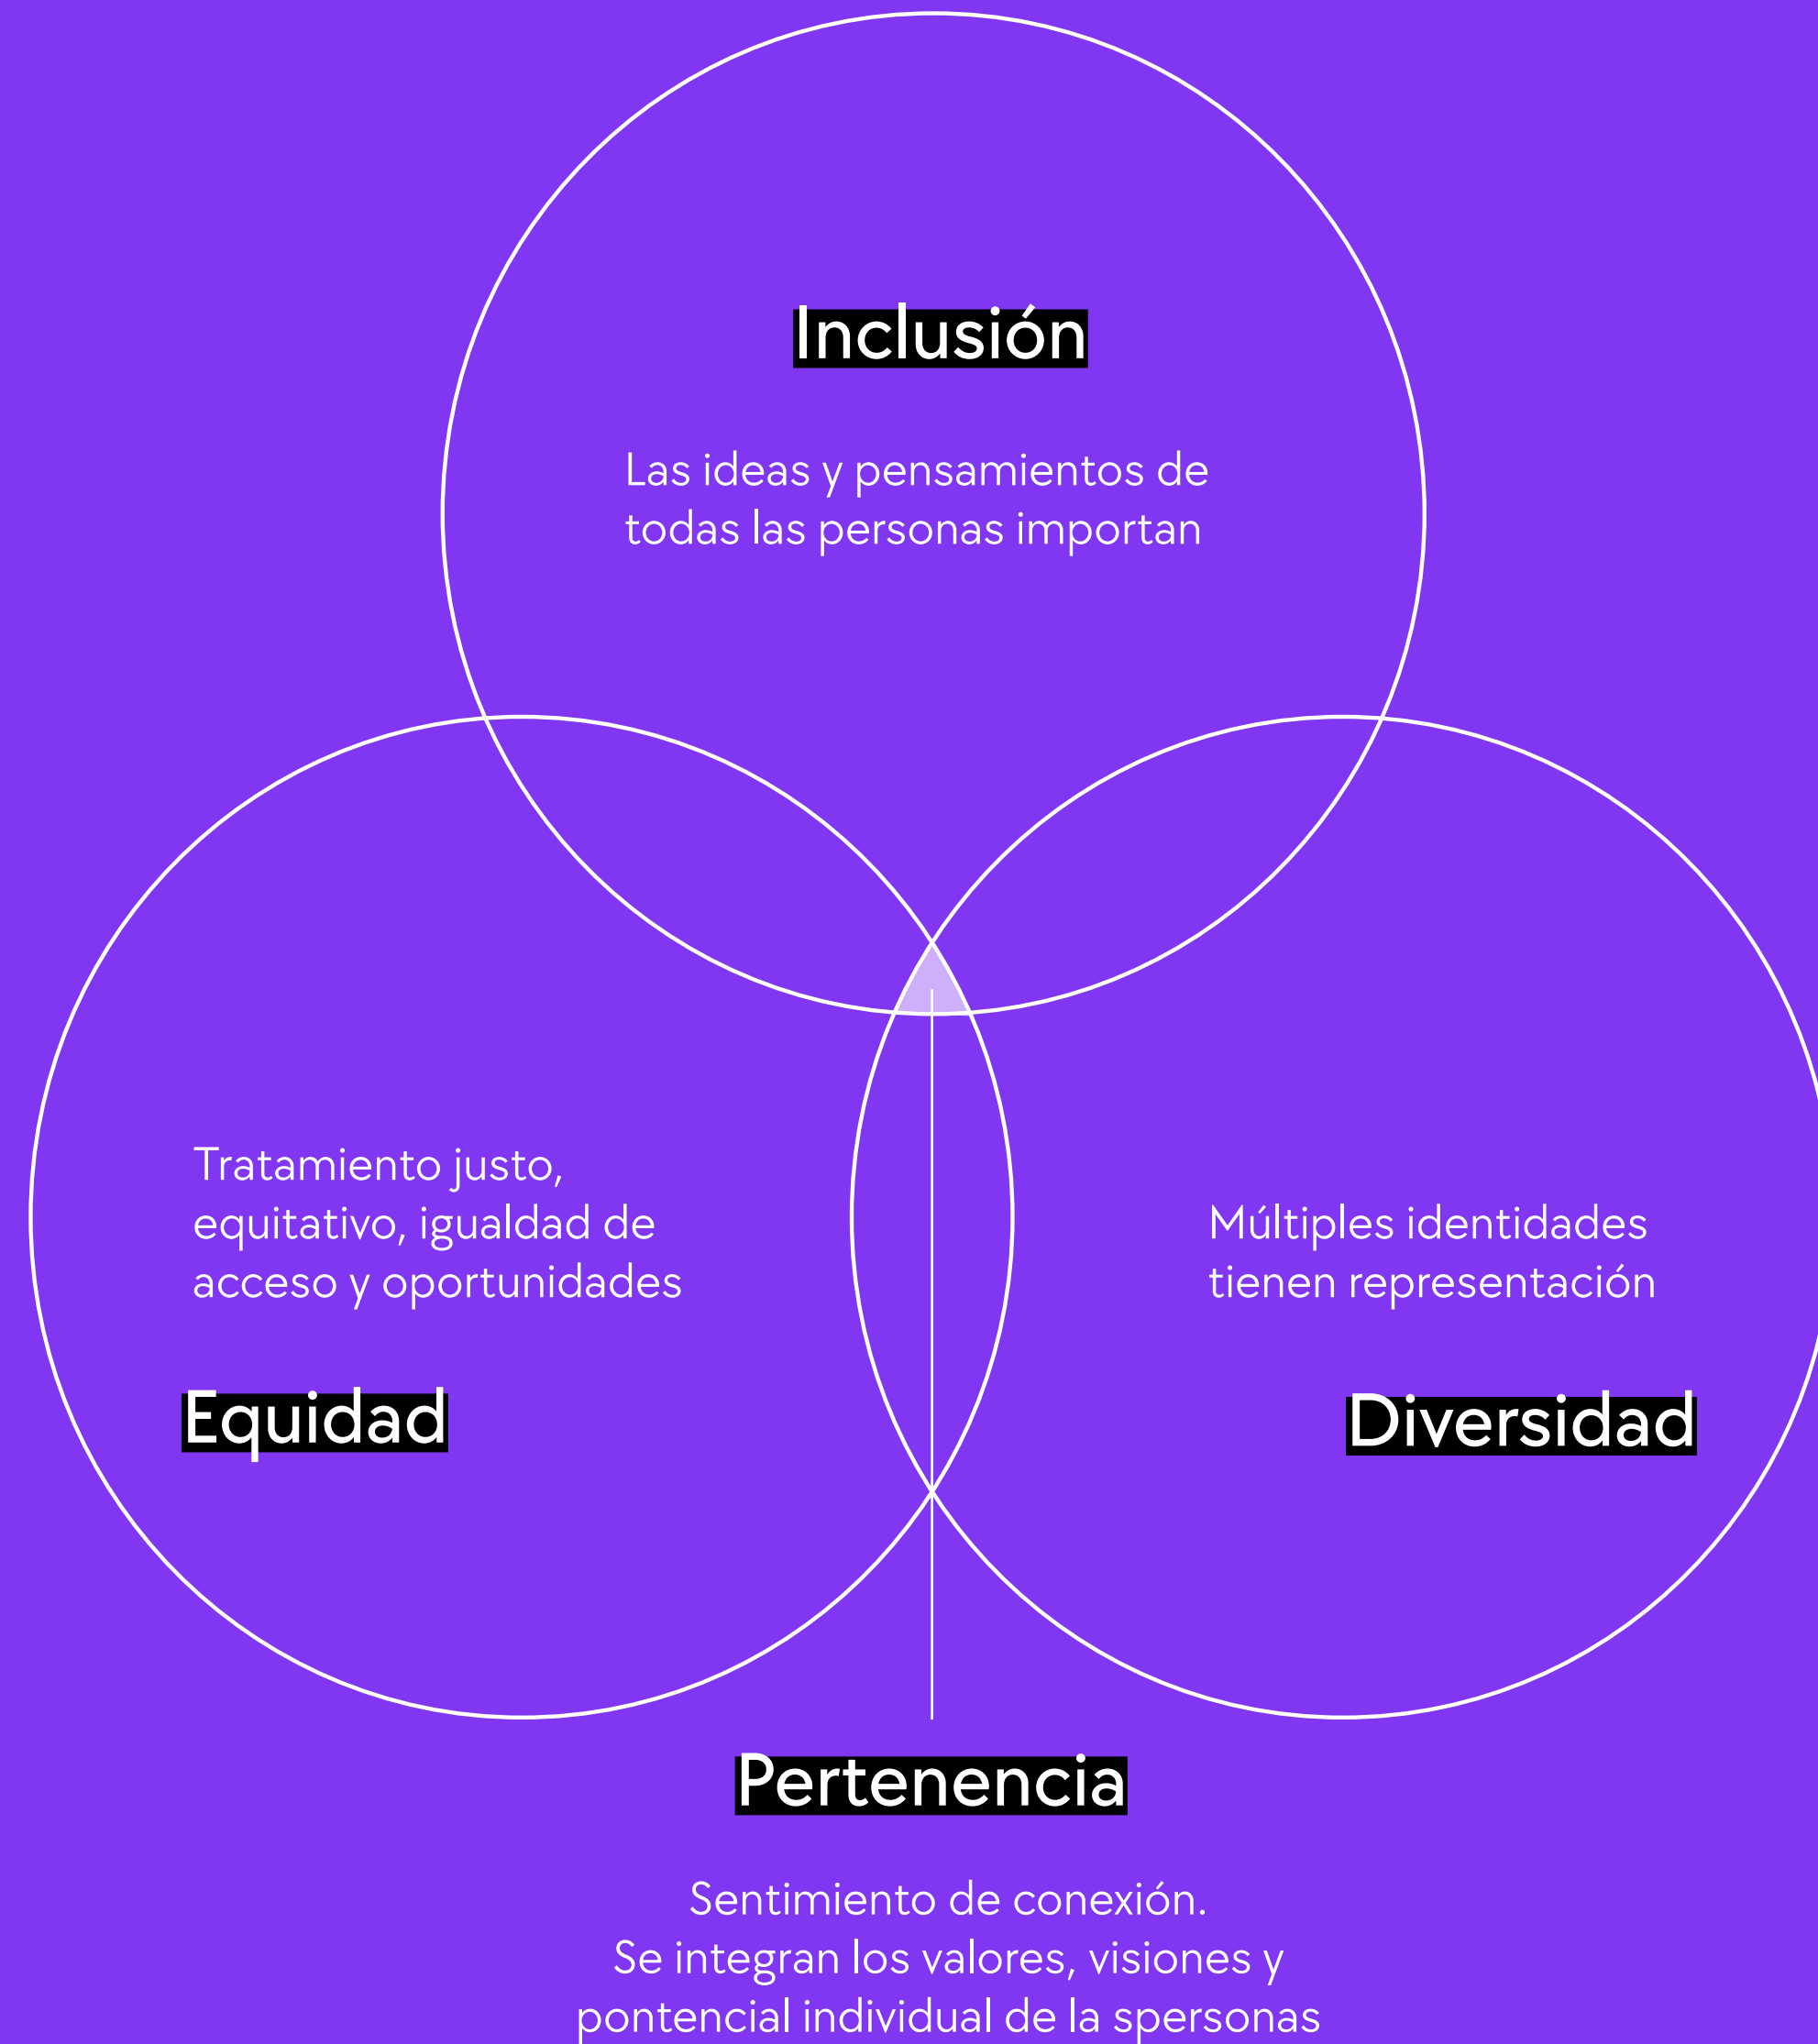 Inclusión
Las ideas y pensamientos de
todas las personas importan
Tratamiento justo,
equitativo, igualdad de
acceso y oportunidades
Equidad
Múltiples identidades
tienen representación
Diversidad
Pertenencia
Sentimiento de conexión.
Se integran los valores, visiones y
pontencial individual de la spersonas